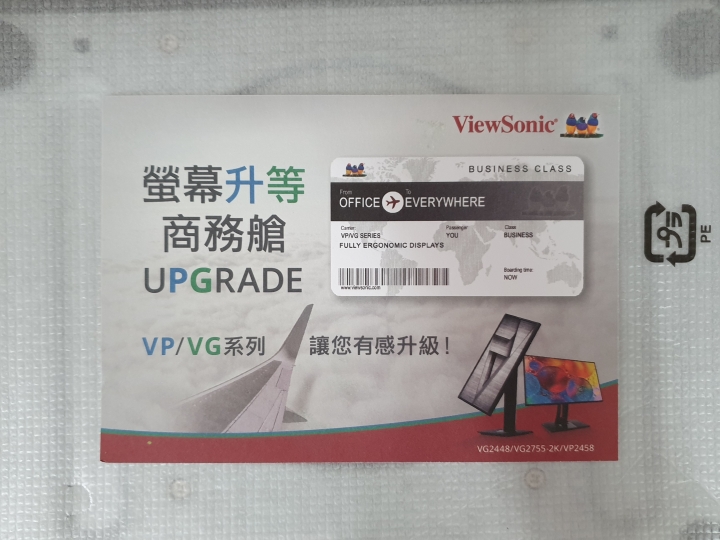 ViewSonic®
螢幕升等
商務艙
UPGRADE
BUSINESS CLASS
From
To
OFFICE
EVERYWHERE
Carrier
Passenger
Class
VP/VG SERIES
YOU
BUSINESS
FULLY ERGONOMIC DISPLAYS
Boarding time:
NOW
www.viewsonic.com
VP/VG系列 讓您有感升級!
VG2448/VG2755-2K/VP2458
プラ
PE